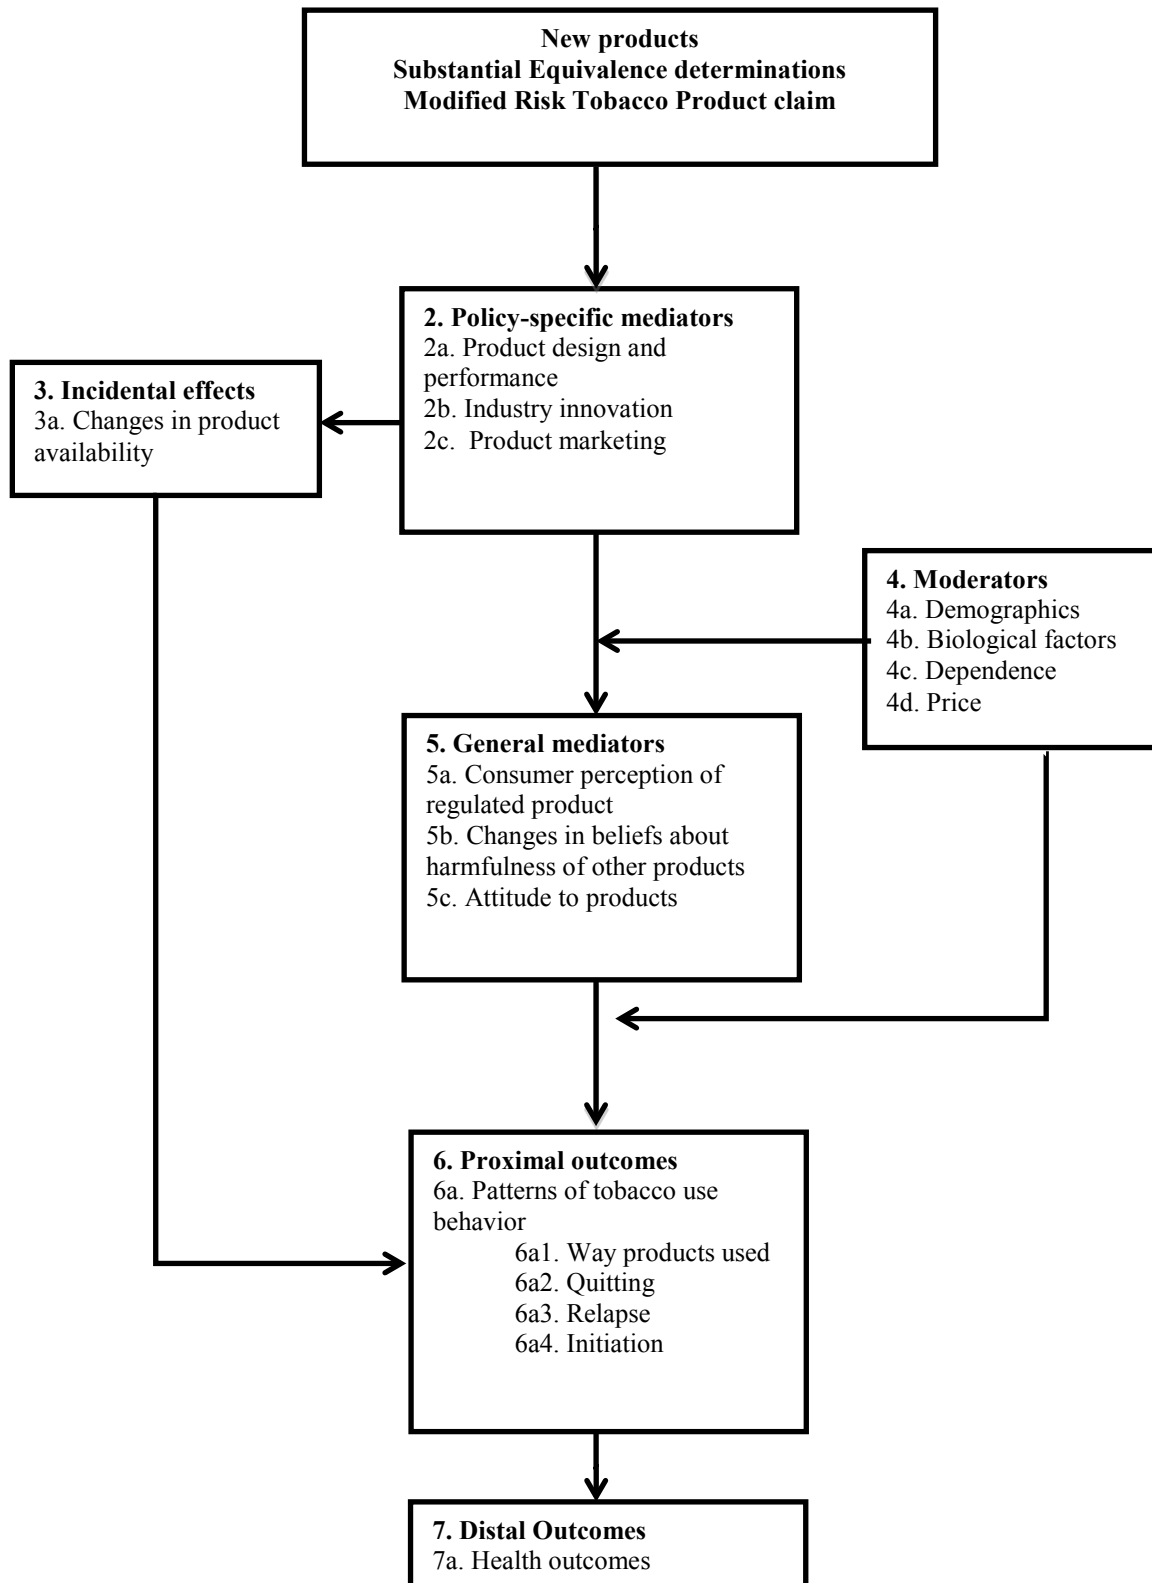 New products
Substantial Equivalence determinations
Modified Risk Tobacco Product claim
2. Policy-specific mediators
2a. Product design and
performance
2b. Industry innovation
2c.  Product marketing
3. Incidental effects
3a. Changes in product
availability
4. Moderators
4a. Demographics
4b. Biological factors
4c. Dependence
4d. Price
5. General mediators
5a. Consumer perception of
regulated product
5b. Changes in beliefs about
harmfulness of other products
5c. Attitude to products
6. Proximal outcomes
6a. Patterns of tobacco use
behavior
6a1. Way products used
6a2. Quitting
6a3. Relapse
6a4. Initiation
7. Distal Outcomes
7a. Health outcomes